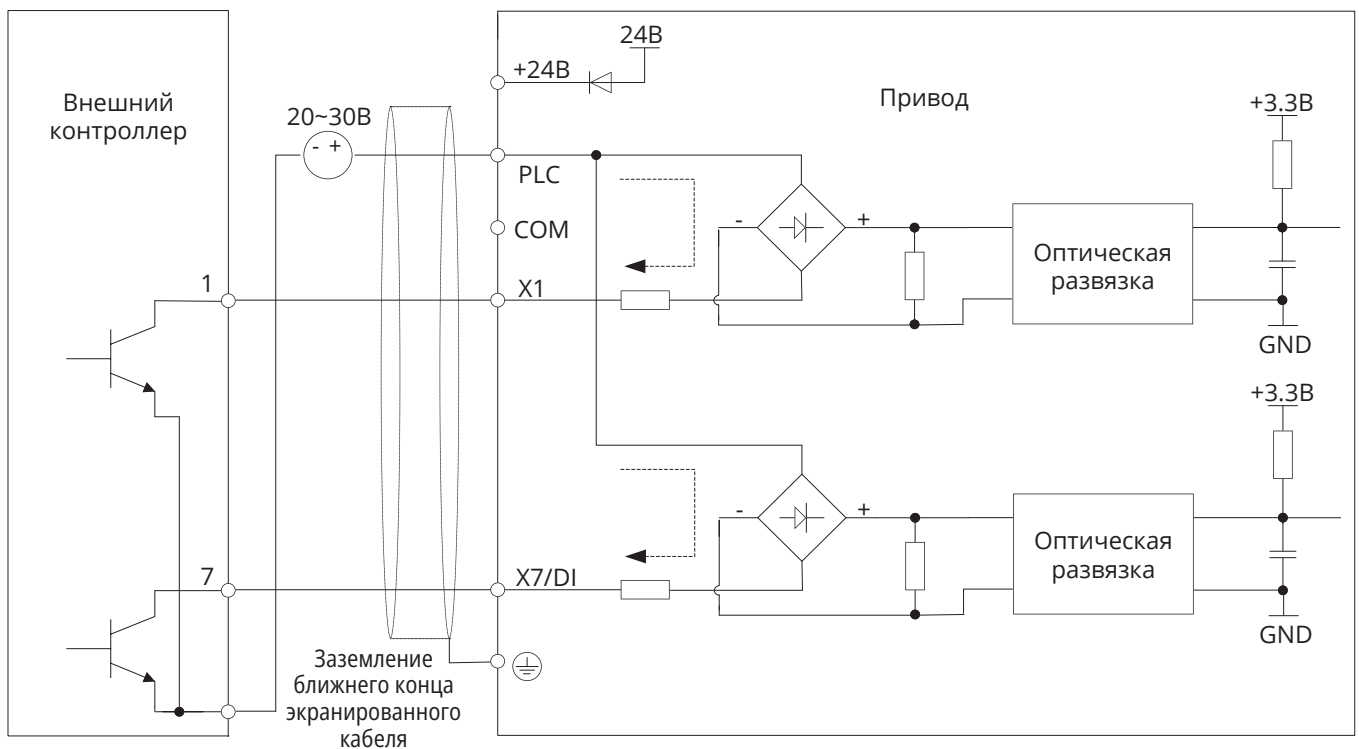 24В
+24В
Внешний
контроллер
Привод
+3.3В
20~30В
- +
PLC
COM
- +
Оптическая
развязка
1
X1
GND
+3.3В
- +
Оптическая
развязка
7
X7/DI
GND
Заземление
ближнего конца
экранированного
кабеля